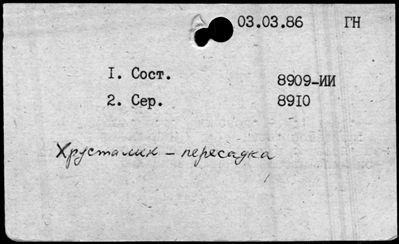 03.03.86 ГН
I. Сост. 8909-ИИ
2. Сер. 8910
Хрусталик - пересадка